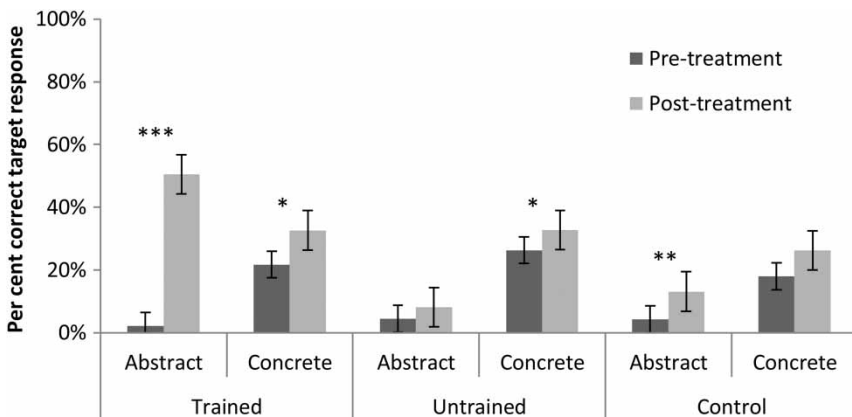 Per cent correct target response
100%
80%
60%
40%
20%
0%
Pre-treatment
Post-treatment
***
*
*
**
Abstract Concrete Abstract Concrete Abstract Concrete
Trained Untrained Control